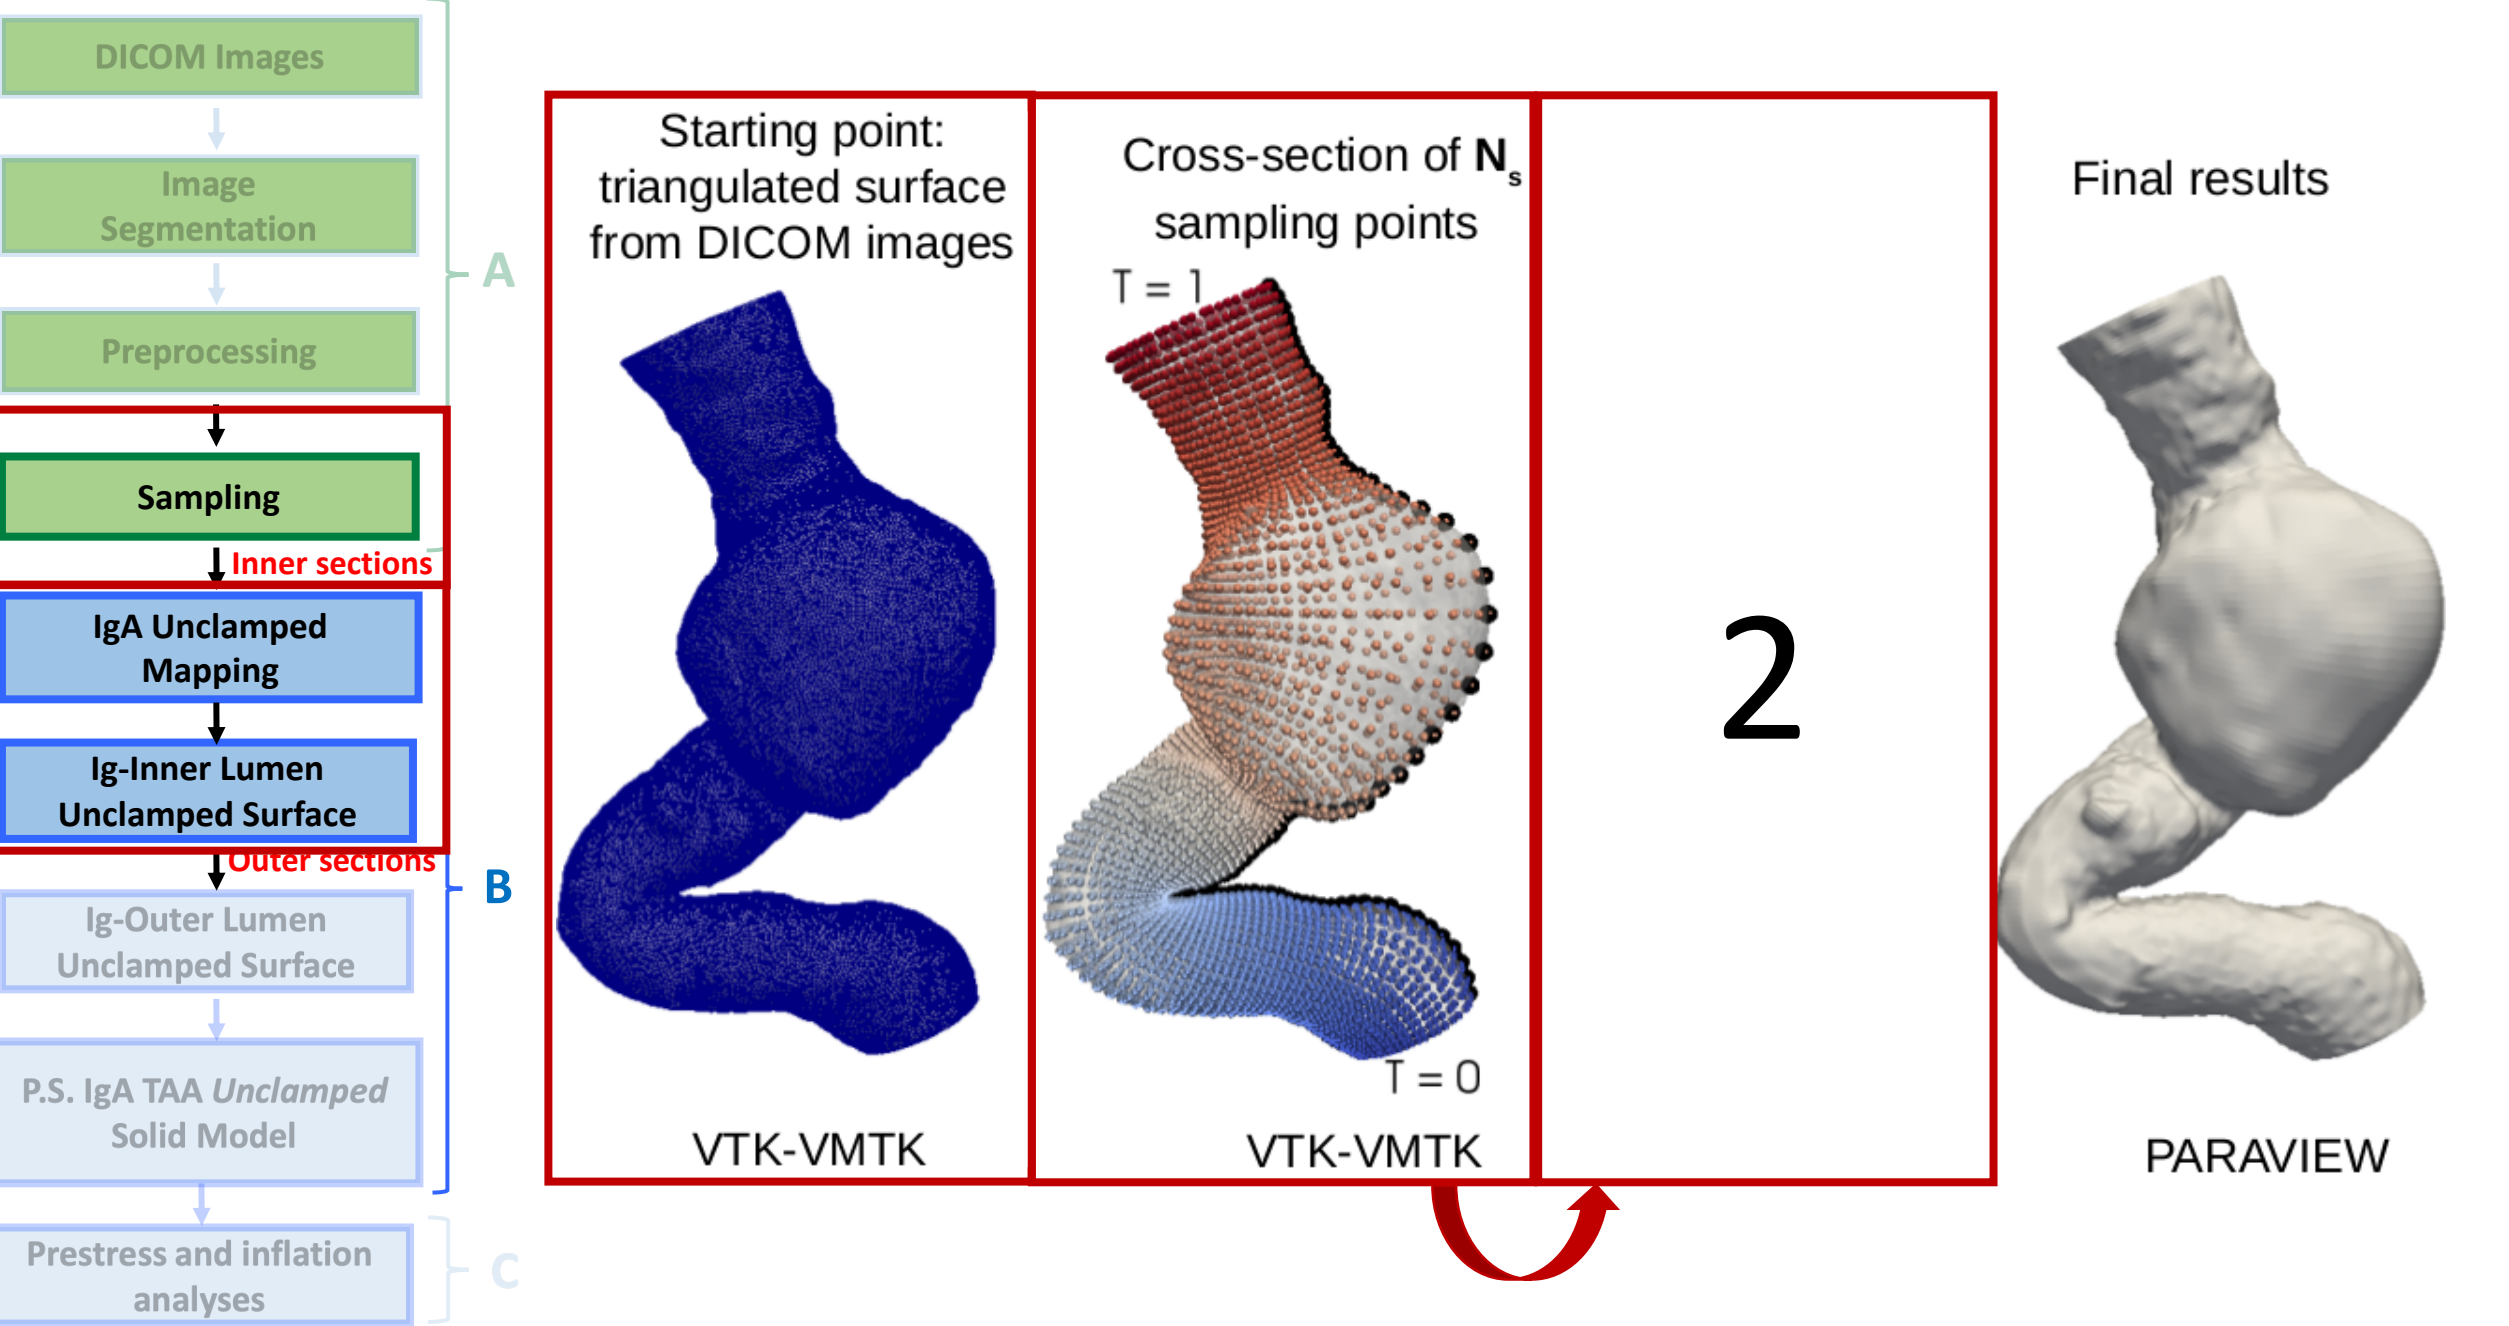 DICOM Images
Image
Segmentation
Preprocessing
A
Sampling
Inner sections
IgA Unclamped
Mapping
Ig-Inner Lumen
Unclamped Surface
Outer sections
B
Ig-Outer Lumen
Unclamped Surface
P.S. IgA TAA Unclamped
Solid Model
Prestress and inflation
analyses
C
Starting point:
triangulated surface
from DICOM images
VTK-VMTK
Cross-section of Ns
sampling points
T = 1
T = 0
VTK-VMTK
2
Final results
PARAVIEW